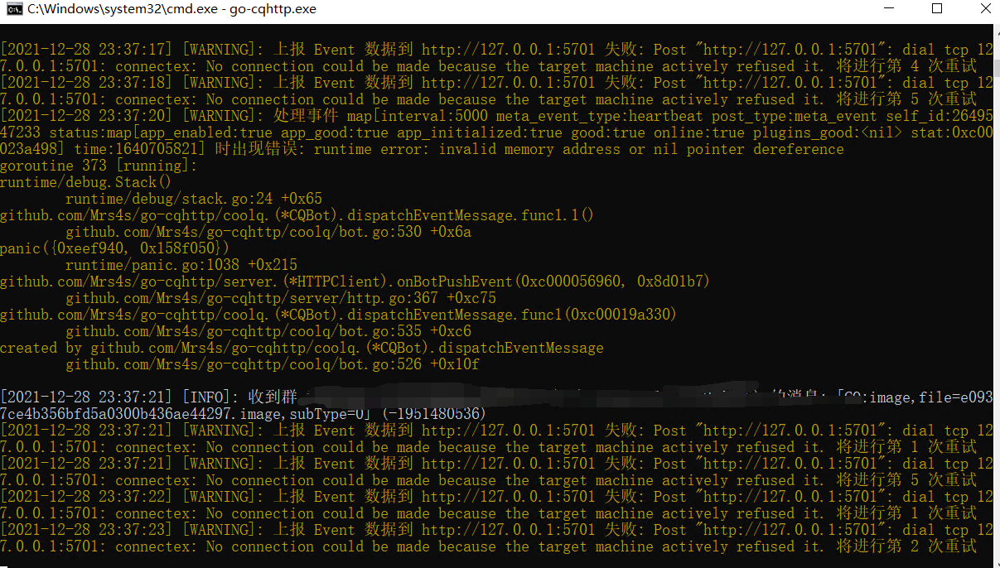 C:\Windows\system32\cmd.exe - go-cqhttp.exe
[2021-12-28 23:37:17] [WARNING]: 上报 Event 数据到 http://127.0.0.1:5701 失败: Post "http://127.0.0.1:5701": dial tcp 12
7.0.0.1:5701: connectex: No connection could be made because the target machine actively refused it. 将进行第 4 次重试
[2021-12-28 23:37:18] [WARNING]: 上报 Event 数据到 http://127.0.0.1:5701 失败: Post "http://127.0.0.1:5701": dial tcp 12
7.0.0.1:5701: connectex: No connection could be made because the target machine actively refused it. 将进行第 5 次重试
[2021-12-28 23:37:20] [WARNING]: 处理事件 map[interval:5000 meta_event_type:heartbeat post_type:meta_event self_id:26495
47233 status:map[app_enabled:true app_good:true app_initialized:true good:true online:true plugins_good:<nil> stat:0xc00
023a498] time:1640705821] 时出现错误: runtime error: invalid memory address or nil pointer dereference
goroutine 373 [running]:
runtime/debug.Stack()
runtime/debug/stack.go:24 +0x65
github.com/Mrs4s/go-cqhttp/coolq.(*CQBot).dispatchEventMessage.func1.1()
github.com/Mrs4s/go-cqhttp/coolq/bot.go:530 +0x6a
panic({0xeef940, 0x158f050})
runtime/panic.go:1038 +0x215
github.com/Mrs4s/go-cqhttp/server.(*HTTPClient).onBotPushEvent(0xc000056960, 0x8d01b7)
github.com/Mrs4s/go-cqhttp/server/http.go:367 +0xc75
github.com/Mrs4s/go-cqhttp/coolq.(*CQBot).dispatchEventMessage.func1(0xc00019a330)
github.com/Mrs4s/go-cqhttp/coolq/bot.go:535 +0xc6
created by github.com/Mrs4s/go-cqhttp/coolq.(*CQBot).dispatchEventMessage
github.com/Mrs4s/go-cqhttp/coolq/bot.go:526 +0x10f
[2021-12-28 23:37:21] [INFO]: 收到群 的消息: [CQ:image,file=e093
7ce4b356bfd5a0300b436ae44297.image,subType=0] (-1951480536)
[2021-12-28 23:37:21] [WARNING]: 上报 Event 数据到 http://127.0.0.1:5701 失败: Post "http://127.0.0.1:5701": dial tcp 12
7.0.0.1:5701: connectex: No connection could be made because the target machine actively refused it. 将进行第 1 次重试
[2021-12-28 23:37:21] [WARNING]: 上报 Event 数据到 http://127.0.0.1:5701 失败: Post "http://127.0.0.1:5701": dial tcp 12
7.0.0.1:5701: connectex: No connection could be made because the target machine actively refused it. 将进行第 5 次重试
[2021-12-28 23:37:22] [WARNING]: 上报 Event 数据到 http://127.0.0.1:5701 失败: Post "http://127.0.0.1:5701": dial tcp 12
7.0.0.1:5701: connectex: No connection could be made because the target machine actively refused it. 将进行第 1 次重试
[2021-12-28 23:37:23] [WARNING]: 上报 Event 数据到 http://127.0.0.1:5701 失败: Post "http://127.0.0.1:5701": dial tcp 12
7.0.0.1:5701: connectex: No connection could be made because the target machine actively refused it. 将进行第 2 次重试